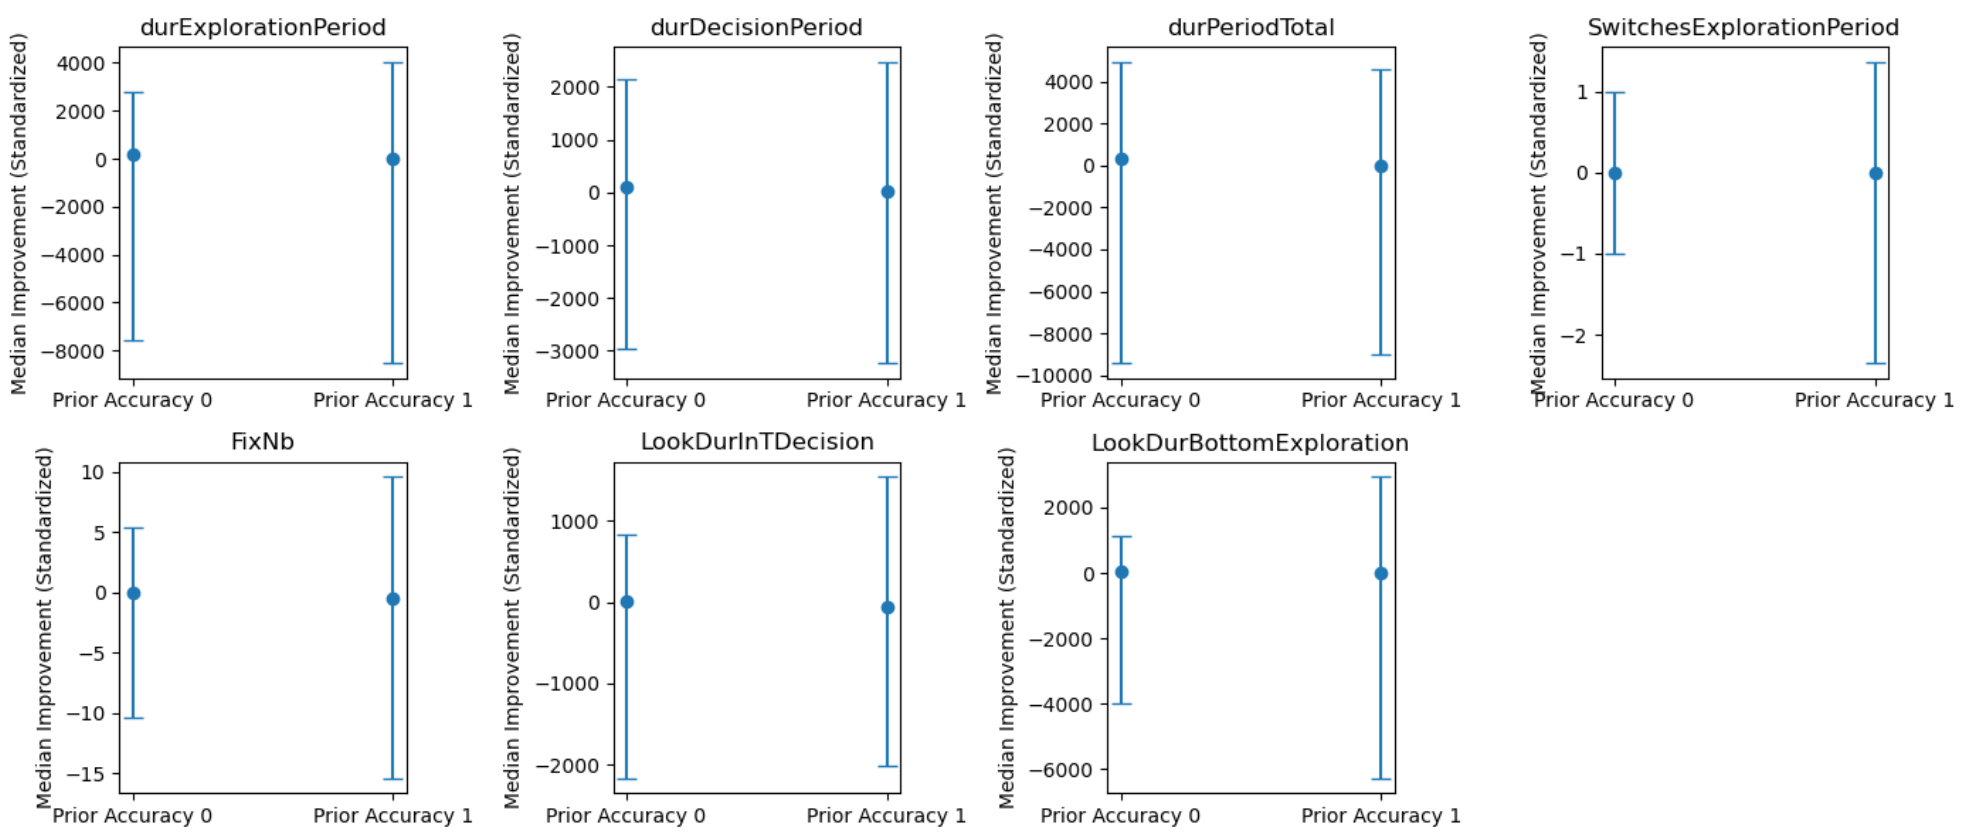 durExplorationPeriod
Median Improvement (Standardized)
4000
2000
0
−2000
−4000
−6000
−8000
Prior Accuracy 0
Prior Accuracy 1
durDecisionPeriod
Median Improvement (Standardized)
2000
1000
0
−1000
−2000
−3000
Prior Accuracy 0
Prior Accuracy 1
durPeriodTotal
Median Improvement (Standardized)
4000
2000
0
−2000
−4000
−6000
−8000
−10000
Prior Accuracy 0
Prior Accuracy 1
SwitchesExplorationPeriod
Median Improvement (Standardized)
1
0
−1
−2
Prior Accuracy 0
Prior Accuracy 1
FixNb
Median Improvement (Standardized)
10
5
0
−5
−10
−15
Prior Accuracy 0
Prior Accuracy 1
LookDurInTDecision
Median Improvement (Standardized)
1000
0
−1000
−2000
Prior Accuracy 0
Prior Accuracy 1
LookDurBottomExploration
Median Improvement (Standardized)
2000
0
−2000
−4000
−6000
Prior Accuracy 0
Prior Accuracy 1